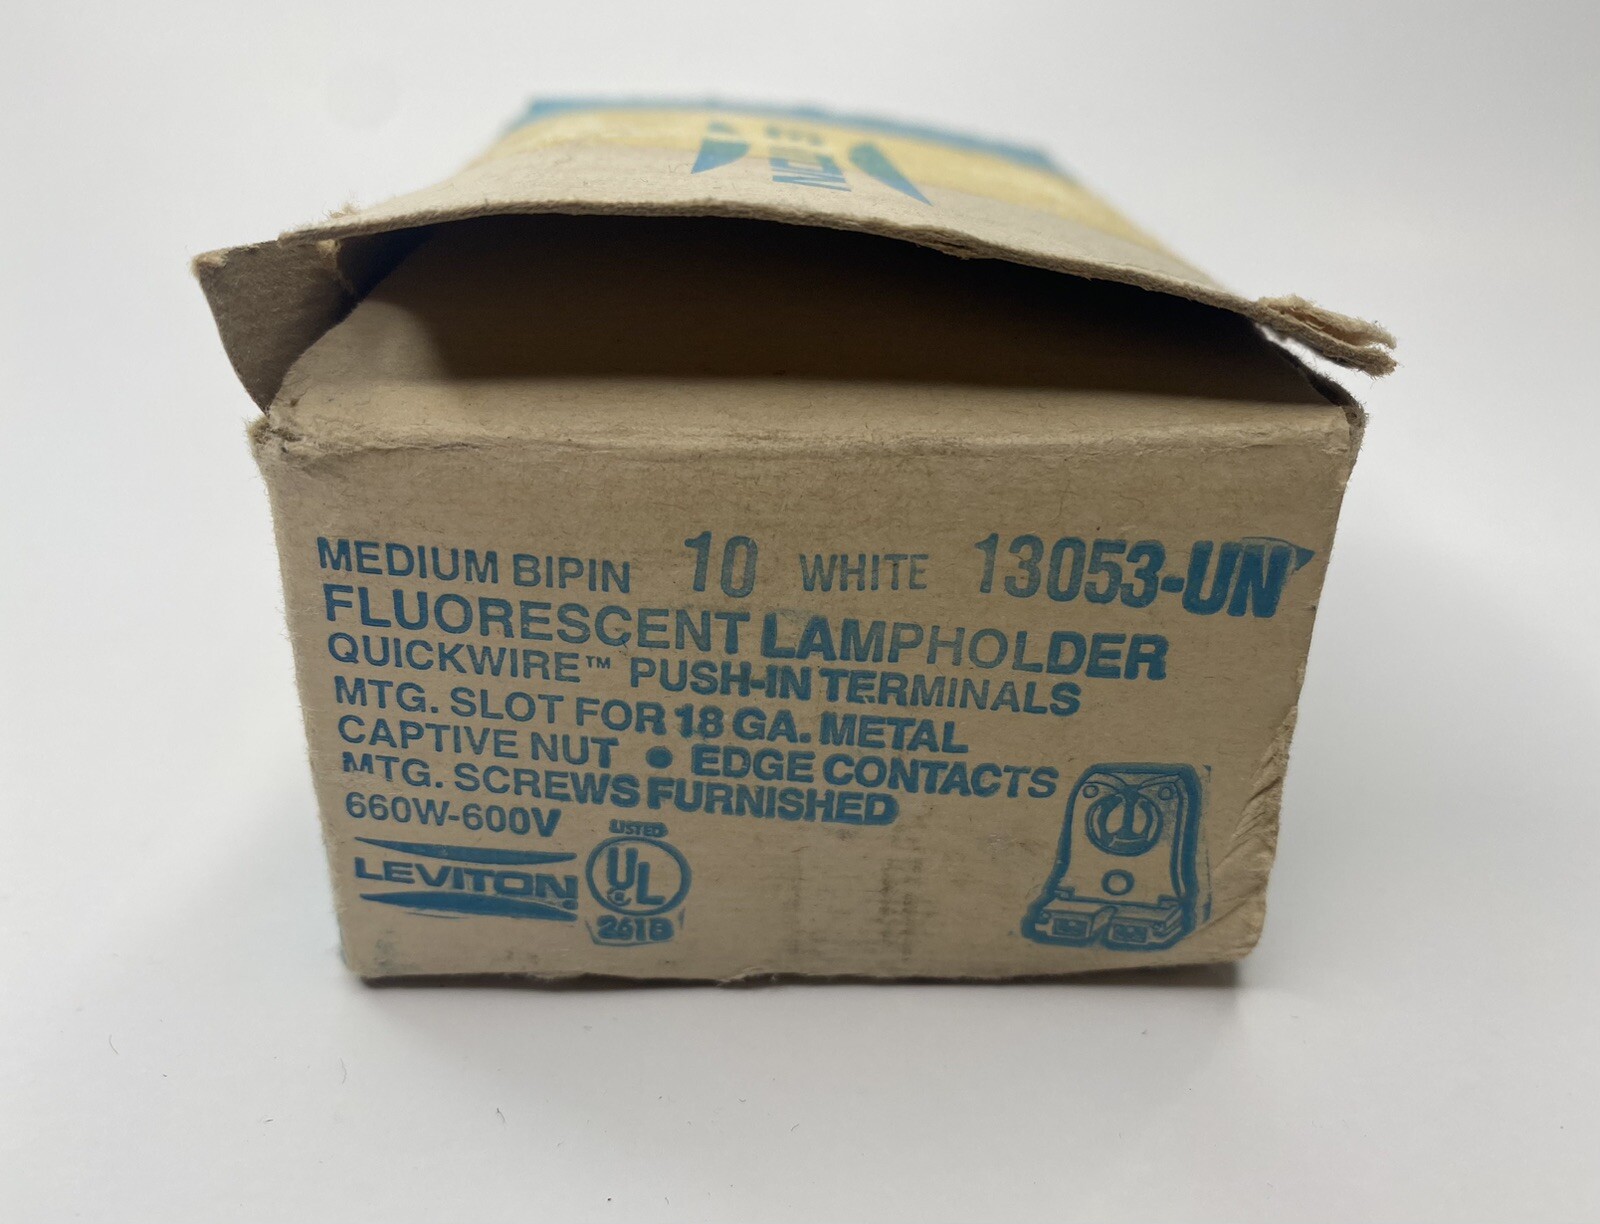 MEDIUM BIPIN 10 WHITE 13053-UN
FLUORESCENT LAMPHOLDER
QUICKWIRE™ PUSH-IN TERMINALS
MTG. SLOT FOR 18 GA. METAL
CAPTIVE NUT • EDGE CONTACTS
MTG. SCREWS FURNISHED
660W-600V
LEVITON®
LISTED
UL®
261B